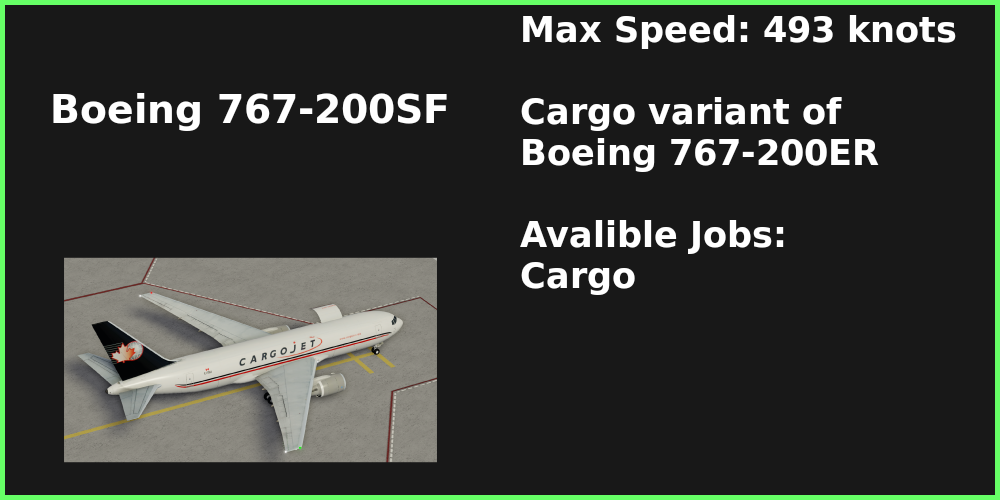 Boeing 767-200SF
CARGOJET
Max Speed: 493 knots
Cargo variant of
Boeing 767-200ER
Avalible Jobs:
Cargo